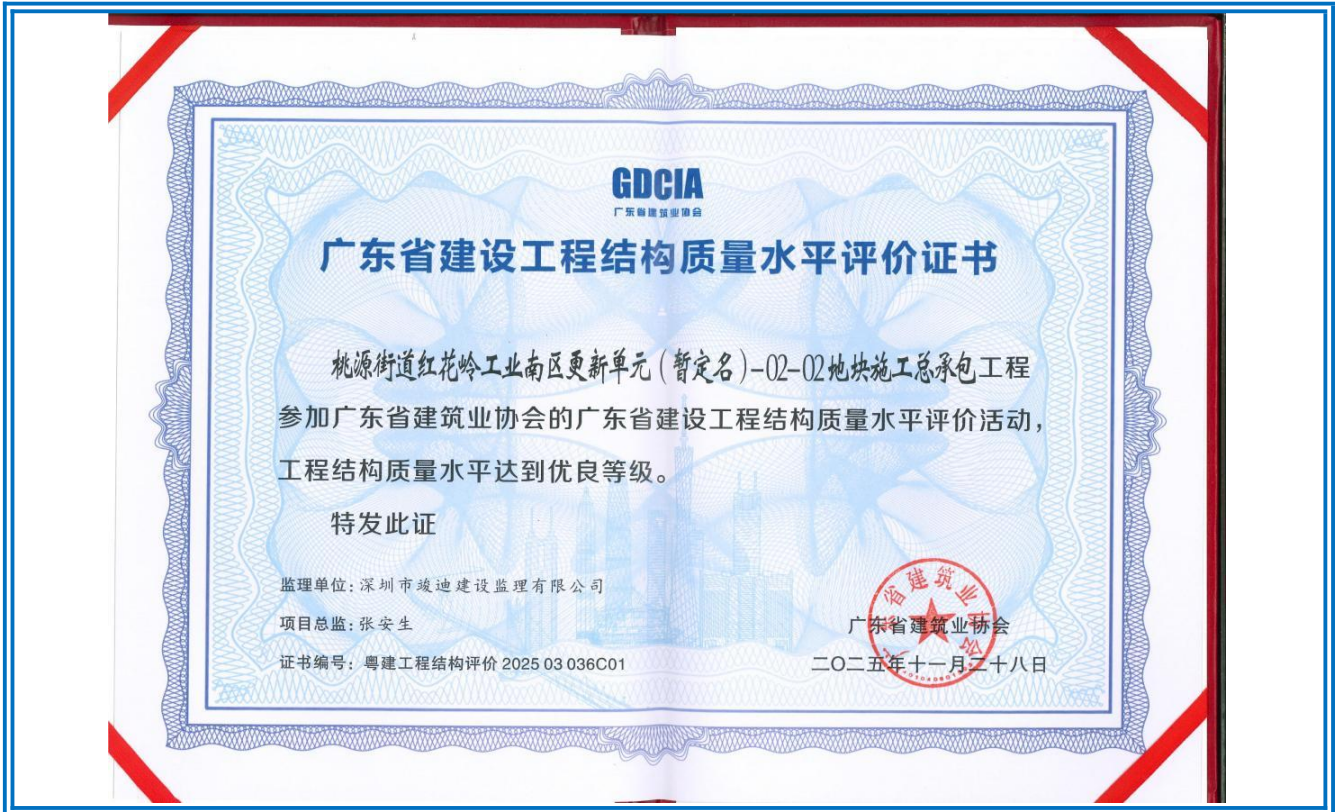 GDCIA
广东省建筑业协会
广东省建设工程结构质量水平评价证书
桃源街道红花岭工业南区更新单元(暂定名)-02-02地块施工总承包工程
参加广东省建筑业协会的广东省建设工程结构质量水平评价活动,
工程结构质量水平达到优良等级。
特发此证
监理单位:深圳市竣迪建设监理有限公司
项目总监:张安生
证书编号:粤建工程结构评价 2025 03 036C01
广东省建筑业协会
广东省建筑业协会
二〇二五年十一月二十八日